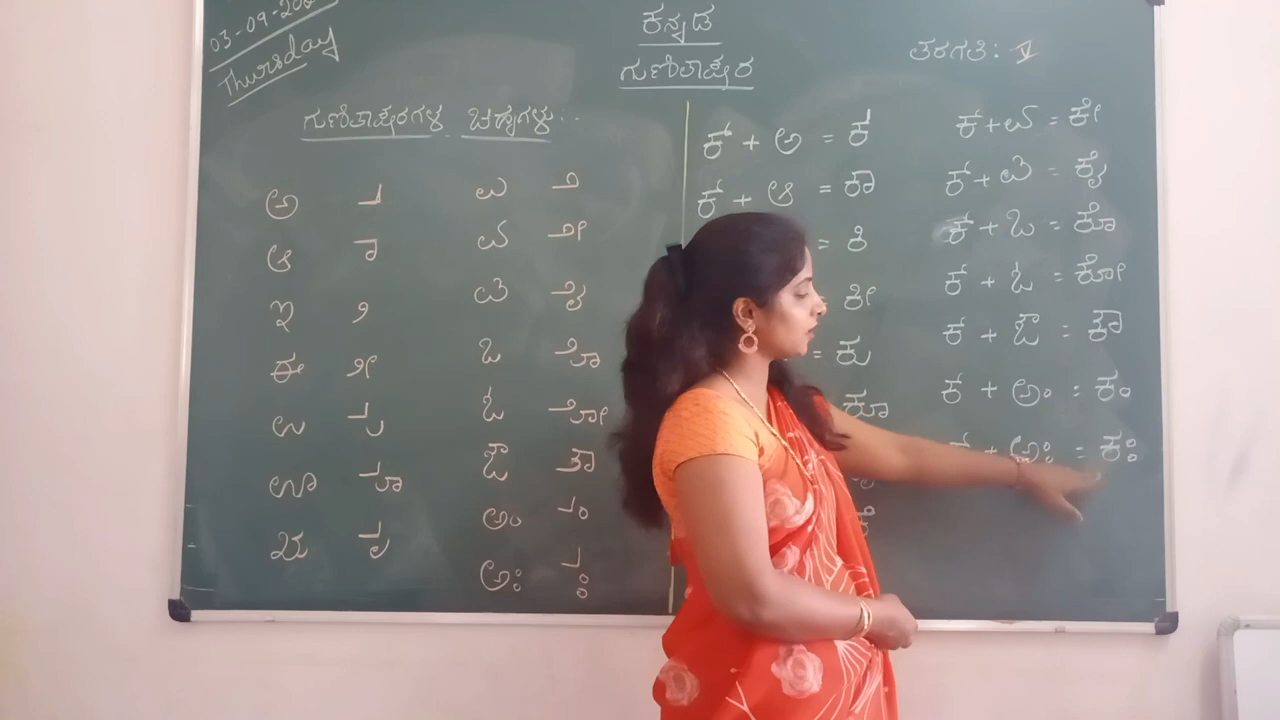 03-09-20
Thursday
ಕನ್ನಡ
ಗುಣಿತಾಕ್ಷರ
ತರಗತಿ: V
ಗುಣಿತಾಕ್ಷರಗಳ ಚಿಹ್ನೆಗಳು..
ಅ
ಆ ಾ
ಇ ಿ
ಈ ೀ
ಉ ು
ಊ ೂ
ಋ ೃ
ಎ ೆ
ಏ ೇ
ಐ ೈ
ಒ ೊ
ಓ ೋ
ಔ ೌ
ಅಂ ಂ
ಅಃ ಃ
ಕ್ + ಅ = ಕ
ಕ್ + ಆ = ಕಾ
= ಕಿ
ಕೀ
= ಕು
ಕೂ
ಕೃ
ಕೆ
ಕ್ + ಏ = ಕೇ
ಕ್ + ಐ = ಕೈ
ಕ್ + ಒ = ಕೊ
ಕ್ + ಓ = ಕೋ
ಕ್ + ಔ = ಕೌ
ಕ್ + ಅಂ = ಕಂ
ಕ್ + ಅಃ = ಕಃ